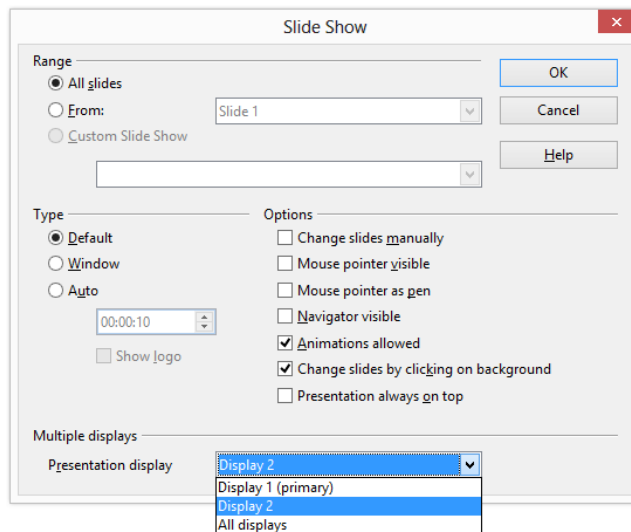 Slide Show
Range
All slides
From:
Slide 1
Custom Slide Show
OK
Cancel
Help
Type
Default
Window
Auto
00:00:10
Show logo
Options
Change slides manually
Mouse pointer visible
Mouse pointer as pen
Navigator visible
Animations allowed
Change slides by clicking on background
Presentation always on top
Multiple displays
Presentation display
Display 2
Display 1 (primary)
Display 2
All displays